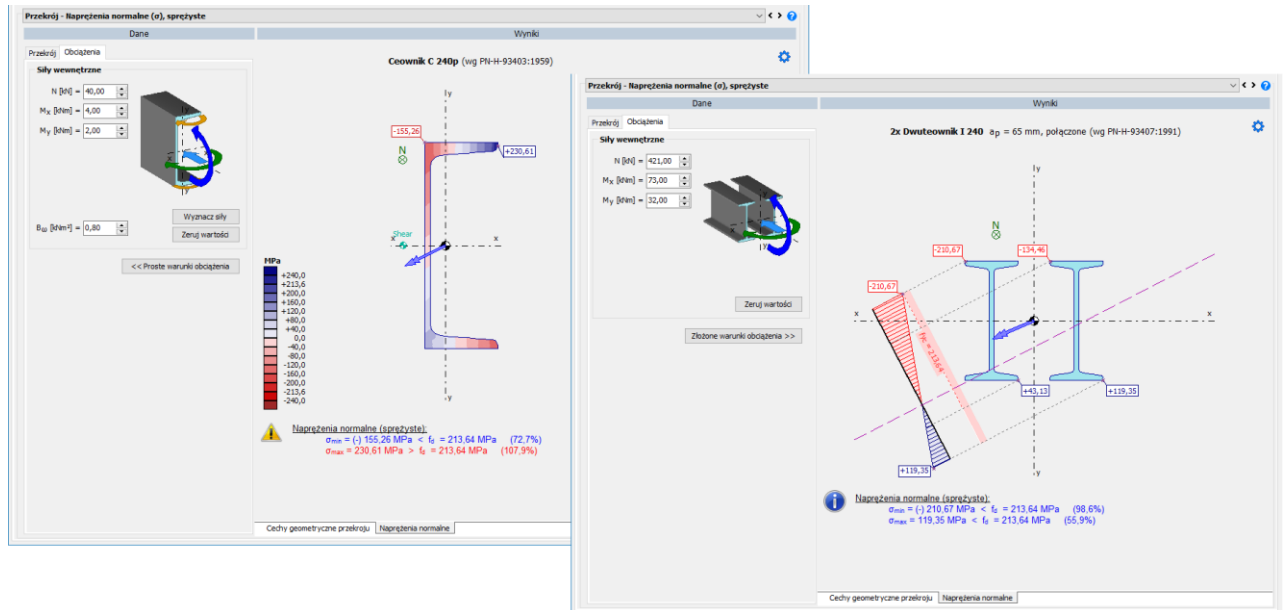 Przekrój - Naprężenia normalne (σ), sprężyste
Dane
Wyniki
Przekrój
Obciążenia
Siły wewnętrzne
N [kN] = 40,00
Mx [kNm] = 4,00
My [kNm] = 2,00
Bω [kNm²] = 0,80
Wyznacz siły
Zeruj wartości
<< Proste warunki obciążenia
Ceownik C 240p (wg PN-H-93403:1959)
y
-155,26
+230,61
N
Shear
x
x
y
MPa
+240,0
+213,6
+200,0
+160,0
+120,0
+80,0
+40,0
0,0
-40,0
-80,0
-120,0
-160,0
-200,0
-213,6
-240,0
Naprężenia normalne (sprężyste):
σmin = (-) 155,26 MPa < fd = 213,64 MPa (72,7%)
σmax = 230,61 MPa > fd = 213,64 MPa (107,9%)
Cechy geometryczne przekroju
Naprężenia normalne
Przekrój - Naprężenia normalne (σ), sprężyste
Dane
Wyniki
Przekrój
Obciążenia
Siły wewnętrzne
N [kN] = 421,00
Mx [kNm] = 73,00
My [kNm] = 32,00
Zeruj wartości
Złożone warunki obciążenia >>
2x Dwuteownik I 240 ap = 65 mm, połączone (wg PN-H-93407:1991)
y
N
-210,67
-134,46
-210,67
x
x
= 213,64
+43,13
+119,35
+119,35
y
Naprężenia normalne (sprężyste):
σmin = (-) 210,67 MPa < fd = 213,64 MPa (98,6%)
σmax = 119,35 MPa < fd = 213,64 MPa (55,9%)
Cechy geometryczne przekroju
Naprężenia normalne